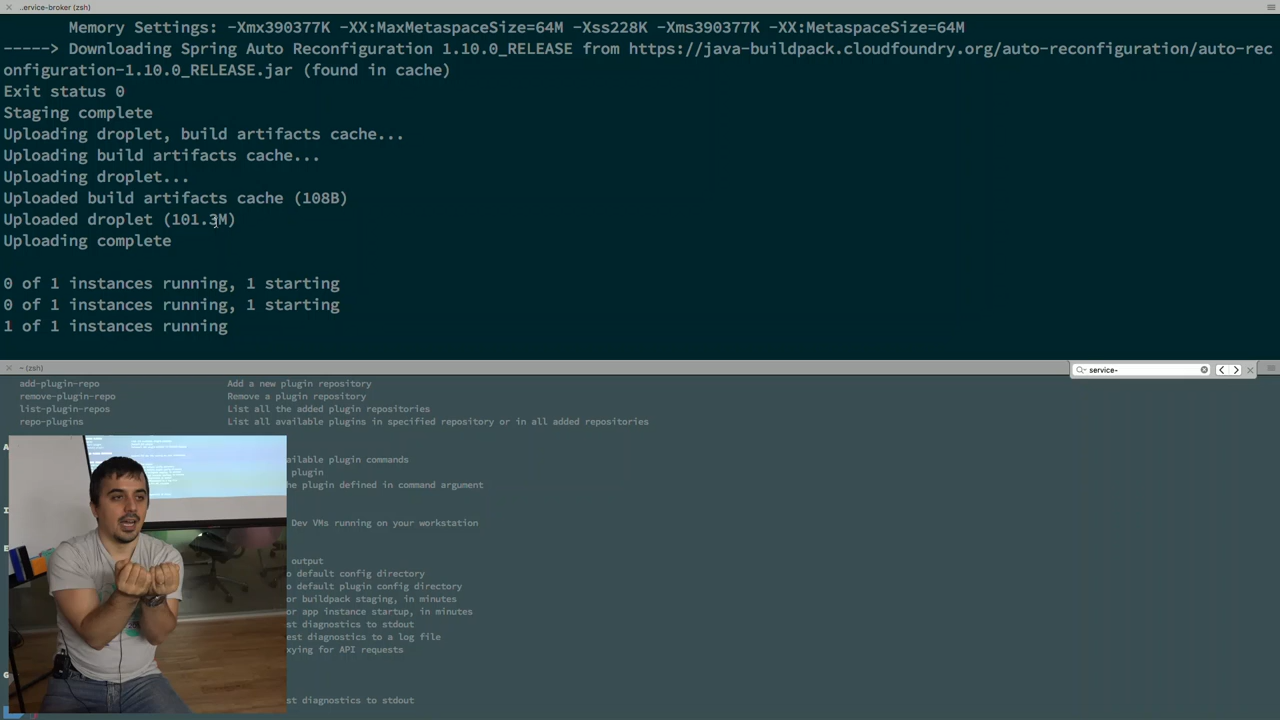 ..ervice-broker (zsh)
Memory Settings: -Xmx390377K -XX:MaxMetaspaceSize=64M -Xss228K -Xms390377K -XX:MetaspaceSize=64M
-----> Downloading Spring Auto Reconfiguration 1.10.0_RELEASE from https://java-buildpack.cloudfoundry.org/auto-reconfiguration/auto-rec
onfiguration-1.10.0_RELEASE.jar (found in cache)
Exit status 0
Staging complete
Uploading droplet, build artifacts cache...
Uploading build artifacts cache...
Uploading droplet...
Uploaded build artifacts cache (108B)
Uploaded droplet (101.3M)
Uploading complete
0 of 1 instances running, 1 starting
0 of 1 instances running, 1 starting
1 of 1 instances running
~ (zsh)
service-
add-plugin-repo Add a new plugin repository
remove-plugin-repo Remove a plugin repository
list-plugin-repos List all the added plugin repositories
repo-plugins List all available plugins in specified repository or in all added repositories
A
ailable plugin commands
plugin
he plugin defined in command argument
I
Dev VMs running on your workstation
E
output
o default config directory
o default plugin config directory
or buildpack staging, in minutes
or app instance startup, in minutes
st diagnostics to stdout
est diagnostics to a log file
xying for API requests
G
st diagnostics to stdout